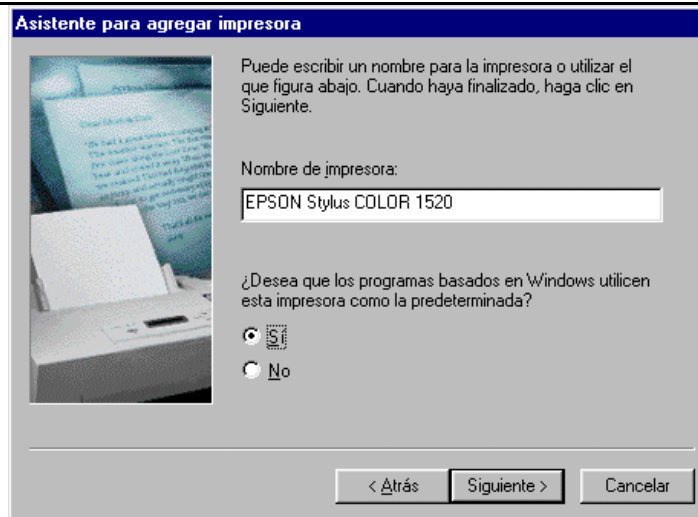 Asistente para agregar impresora
Puede escribir un nombre para la impresora o utilizar el
que figura abajo. Cuando haya finalizado, haga clic en
Siguiente.
Nombre de impresora:
EPSON Stylus COLOR 1520
¿Desea que los programas basados en Windows utilicen
esta impresora como la predeterminada?
Sí
No
< Atrás
Siguiente >
Cancelar